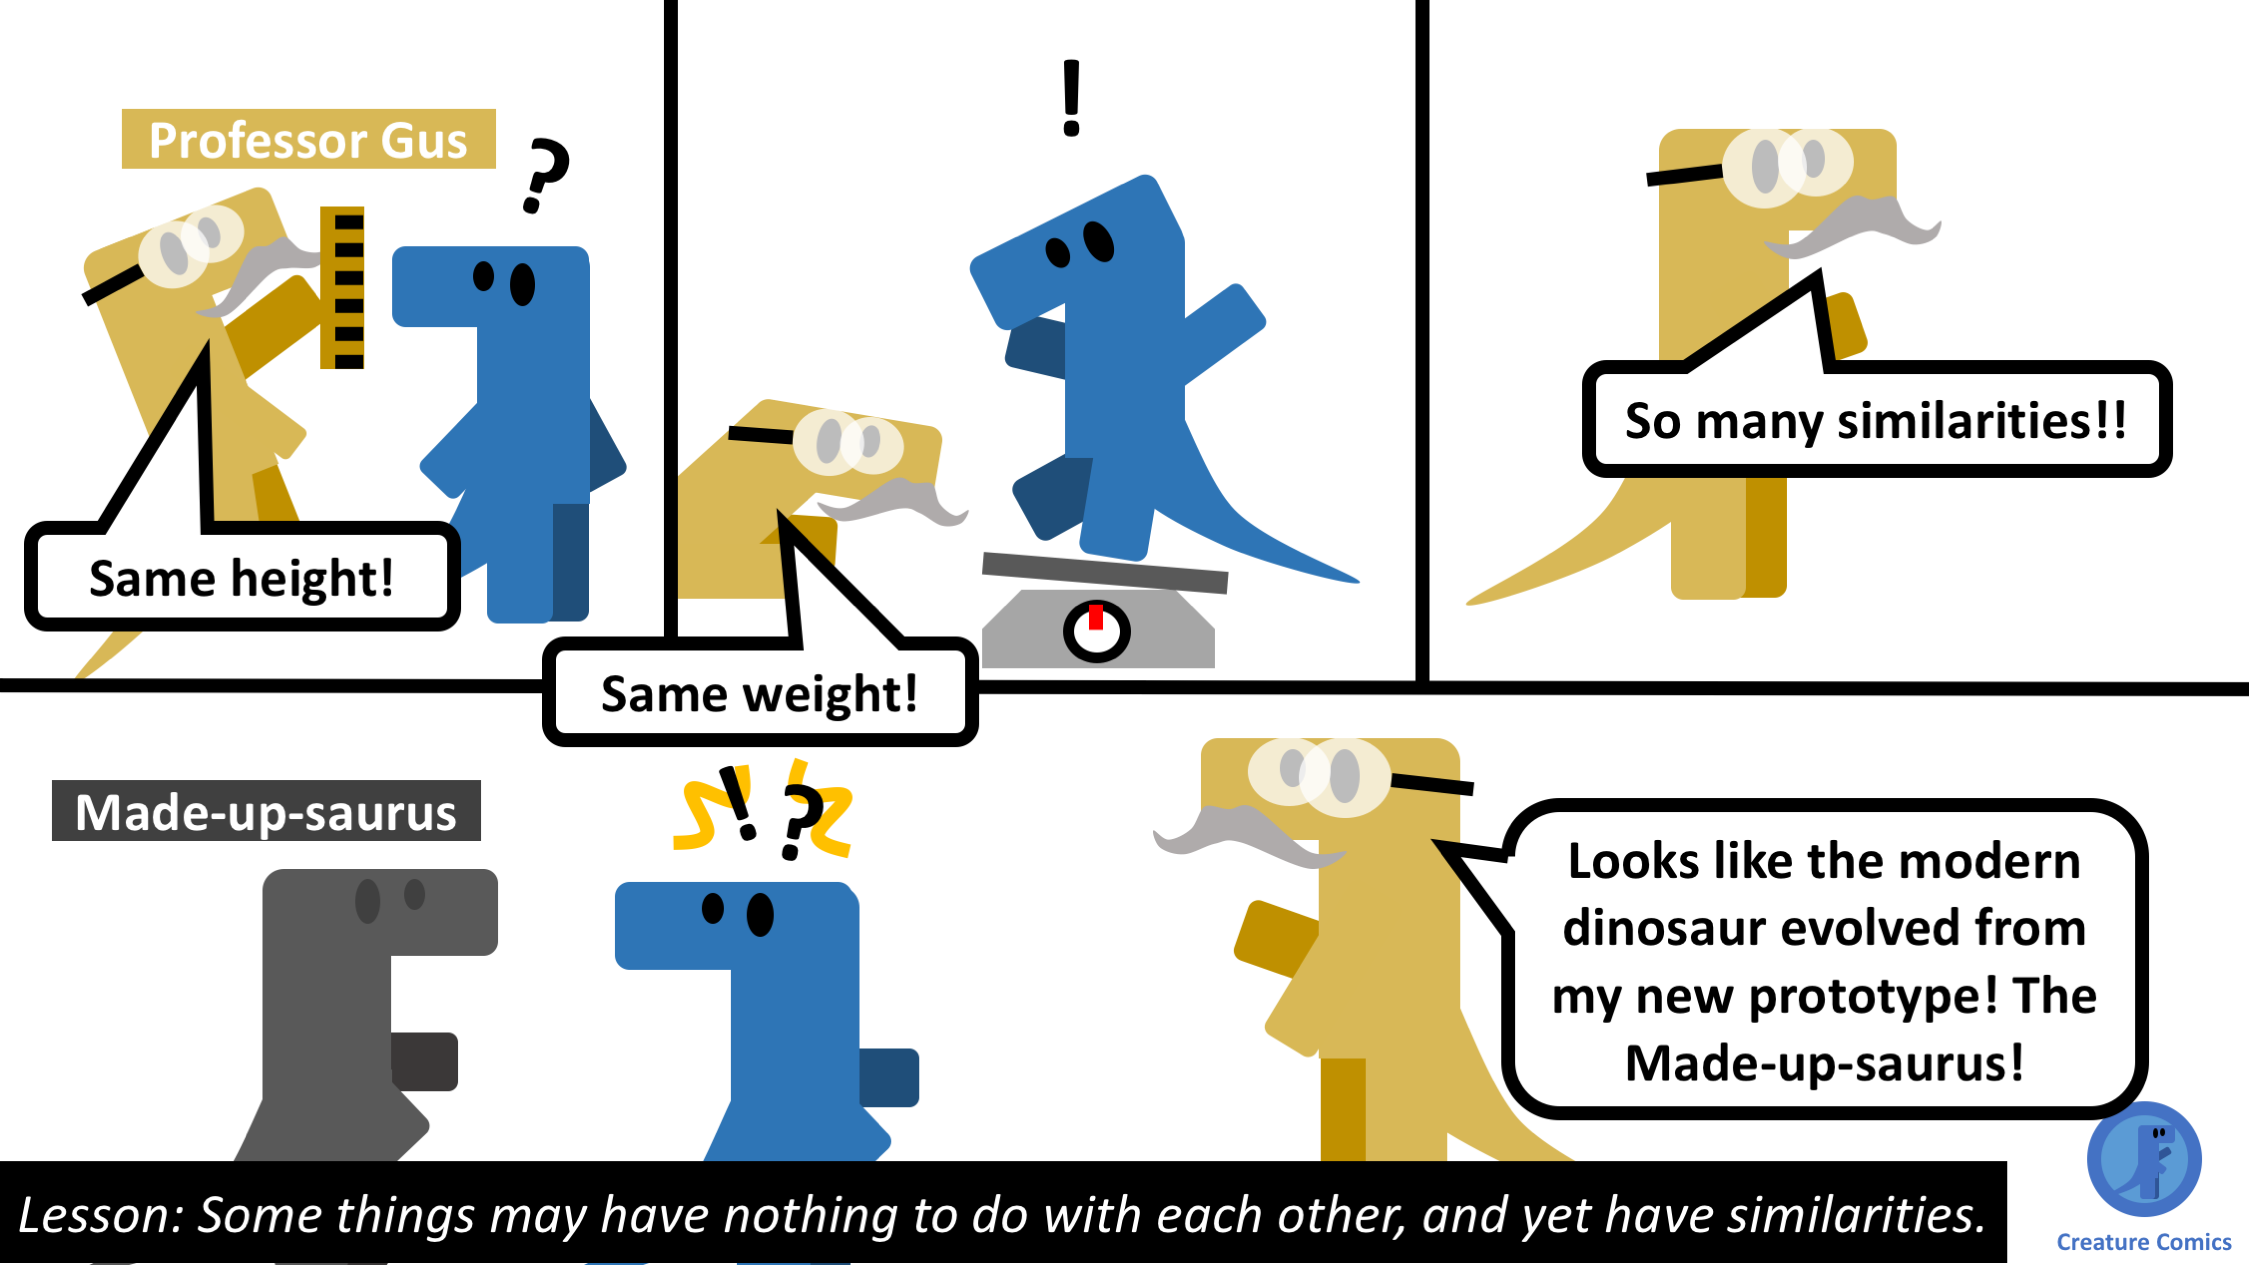 Professor Gus
?
Same height!
!
Same weight!
So many similarities!!
Made-up-saurus
!?
Looks like the modern
dinosaur evolved from
my new prototype! The
Made-up-saurus!
Lesson: Some things may have nothing to do with each other, and yet have similarities.
Creature Comics